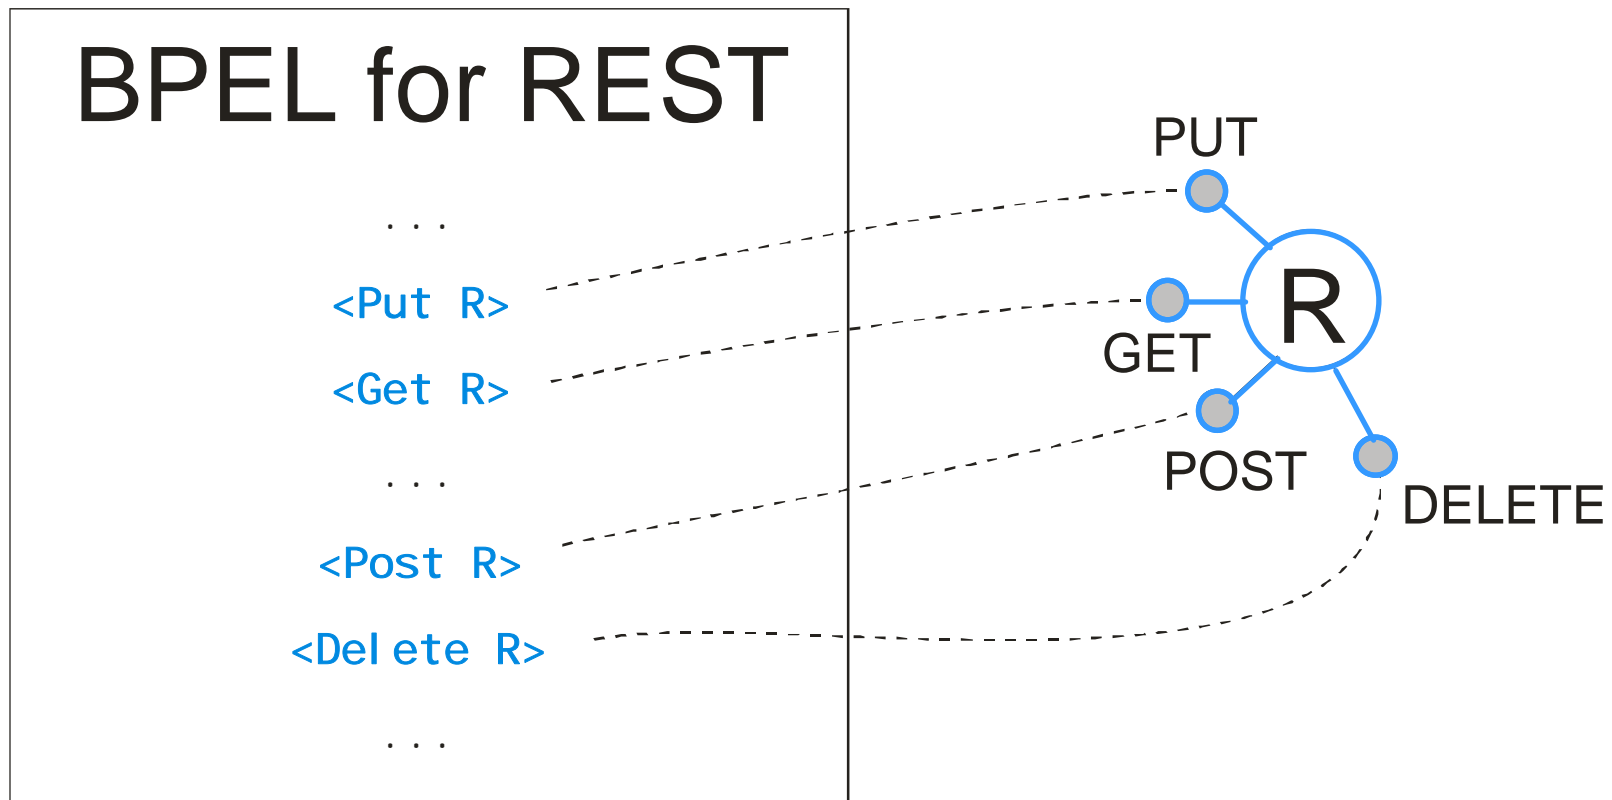 BPEL for REST
...
<Put R>
<Get R>
...
<Post R>
<Delete R>
...
PUT
R
GET
POST
DELETE